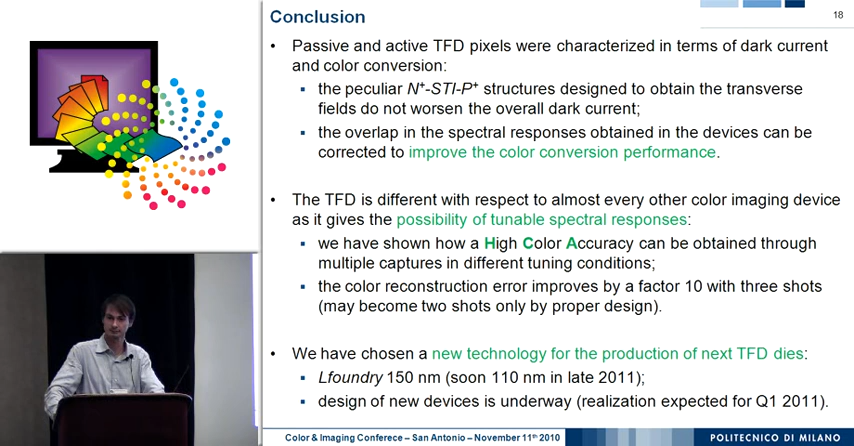 Conclusion
18
• Passive and active TFD pixels were characterized in terms of dark current
and color conversion:
▪ the peculiar N⁺-STI-P⁺ structures designed to obtain the transverse
fields do not worsen the overall dark current;
▪ the overlap in the spectral responses obtained in the devices can be
corrected to improve the color conversion performance.
• The TFD is different with respect to almost every other color imaging device
as it gives the possibility of tunable spectral responses:
▪ we have shown how a High Color Accuracy can be obtained through
multiple captures in different tuning conditions;
▪ the color reconstruction error improves by a factor 10 with three shots
(may become two shots only by proper design).
• We have chosen a new technology for the production of next TFD dies:
▪ Lfoundry 150 nm (soon 110 nm in late 2011);
▪ design of new devices is underway (realization expected for Q1 2011).
Color & Imaging Conferece – San Antonio – November 11th 2010
POLITECNICO DI MILANO